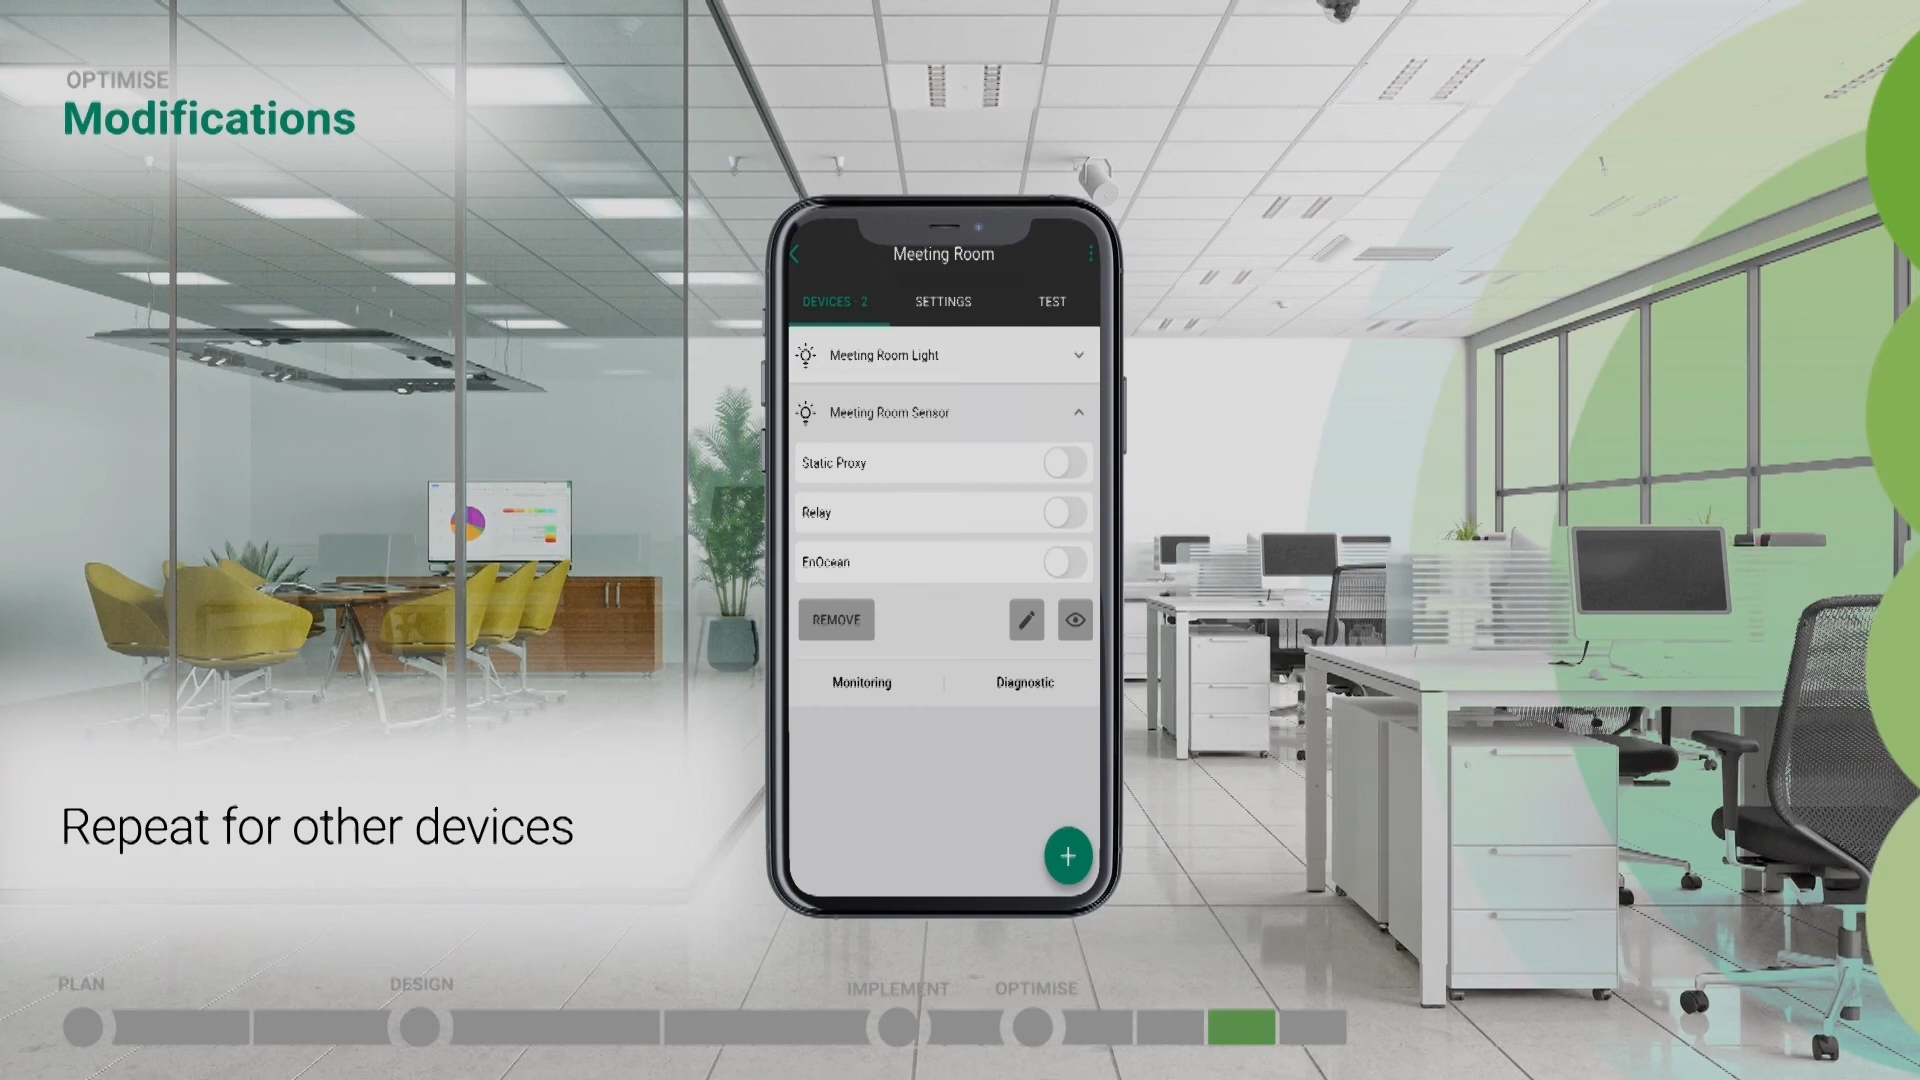 OPTIMISE
Modifications
Meeting Room
DEVICES - 2
SETTINGS
TEST
Meeting Room Light
Meeting Room Sensor
Static Proxy
Relay
EnOcean
REMOVE
Monitoring
Diagnostic
+
Repeat for other devices
PLAN
DESIGN
IMPLEMENT
OPTIMISE